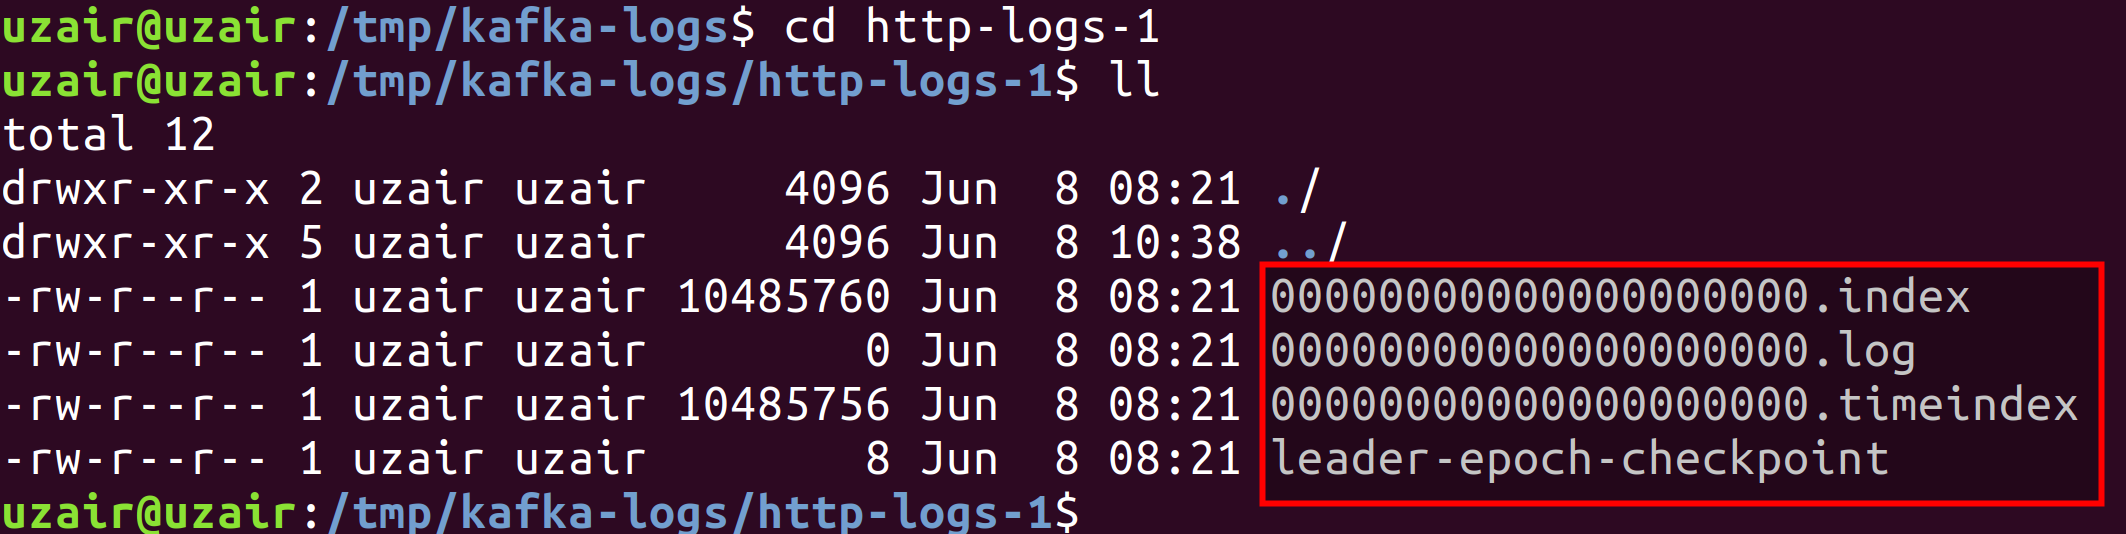 uzair@uzair:/tmp/kafka-logs$ cd http-logs-1
uzair@uzair:/tmp/kafka-logs/http-logs-1$ ll
total 12
drwxr-xr-x 2 uzair uzair     4096 Jun  8 08:21 ./
drwxr-xr-x 5 uzair uzair     4096 Jun  8 10:38 ../
-rw-r--r-- 1 uzair uzair 10485760 Jun  8 08:21 00000000000000000000.index
-rw-r--r-- 1 uzair uzair        0 Jun  8 08:21 00000000000000000000.log
-rw-r--r-- 1 uzair uzair 10485756 Jun  8 08:21 00000000000000000000.timeindex
-rw-r--r-- 1 uzair uzair        8 Jun  8 08:21 leader-epoch-checkpoint
uzair@uzair:/tmp/kafka-logs/http-logs-1$